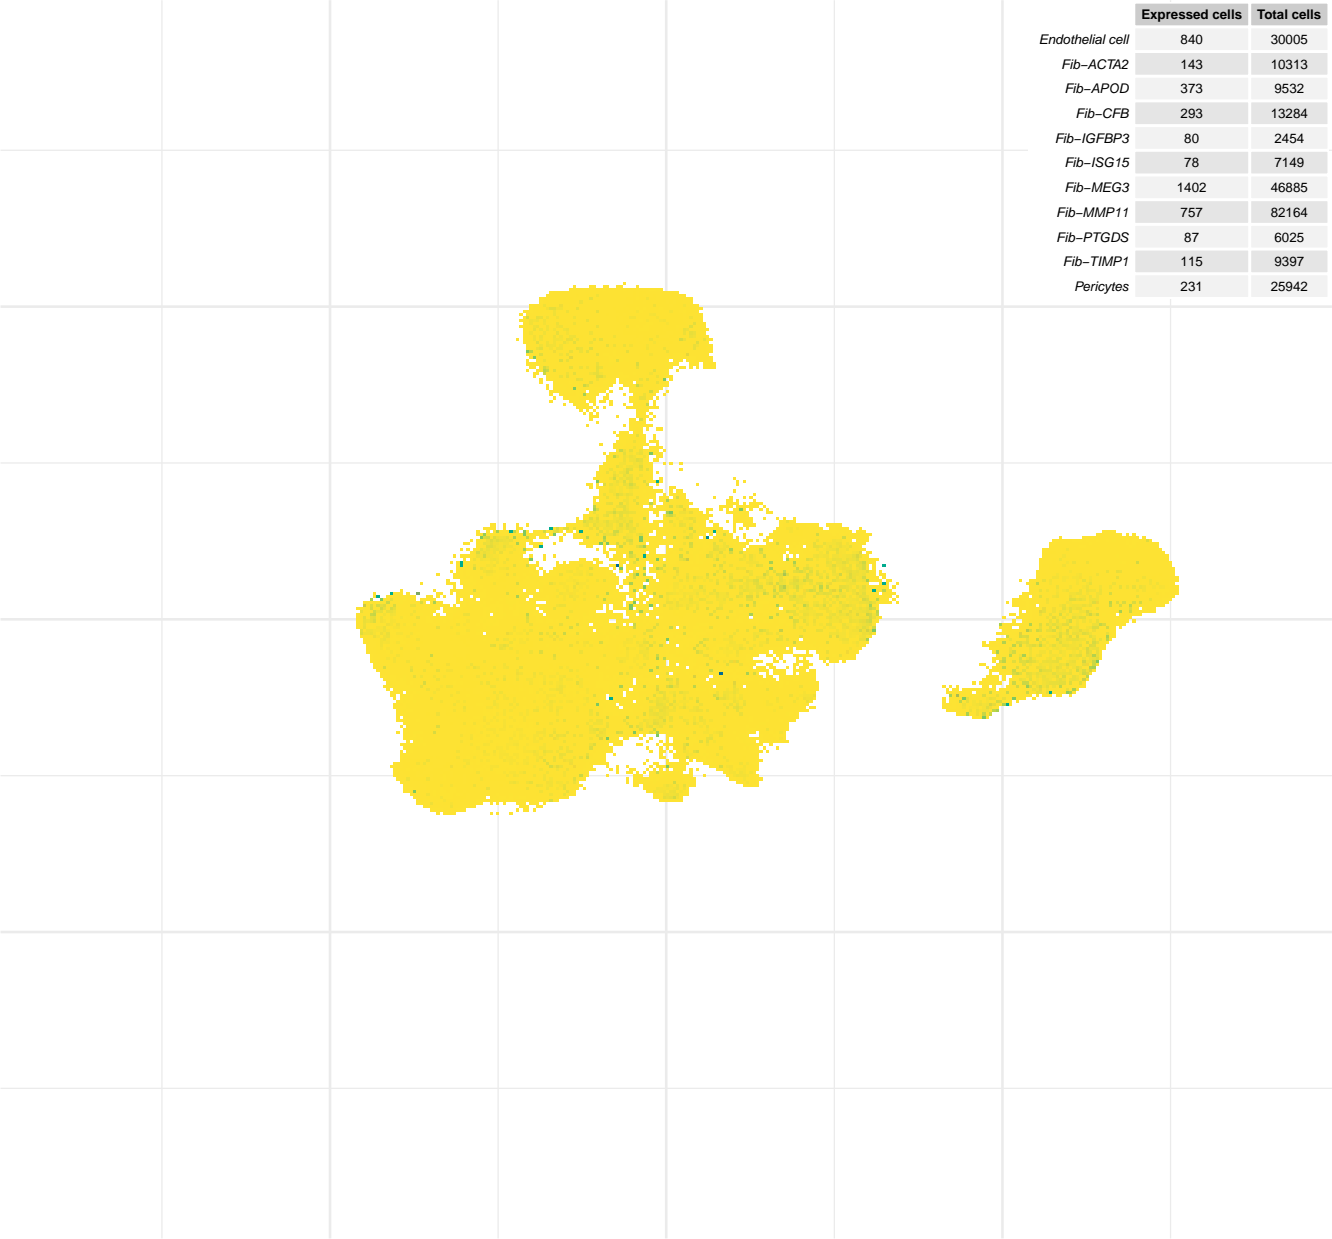 Expressed cells Total cells
Endothelial cell 840 30005
Fib−ACTA2 143 10313
Fib−APOD 373 9532
Fib−CFB 293 13284
Fib−IGFBP3 80 2454
Fib−ISG15 78 7149
Fib−MEG3 1402 46885
Fib−MMP11 757 82164
Fib−PTGDS 87 6025
Fib−TIMP1 115 9397
Pericytes 231 25942